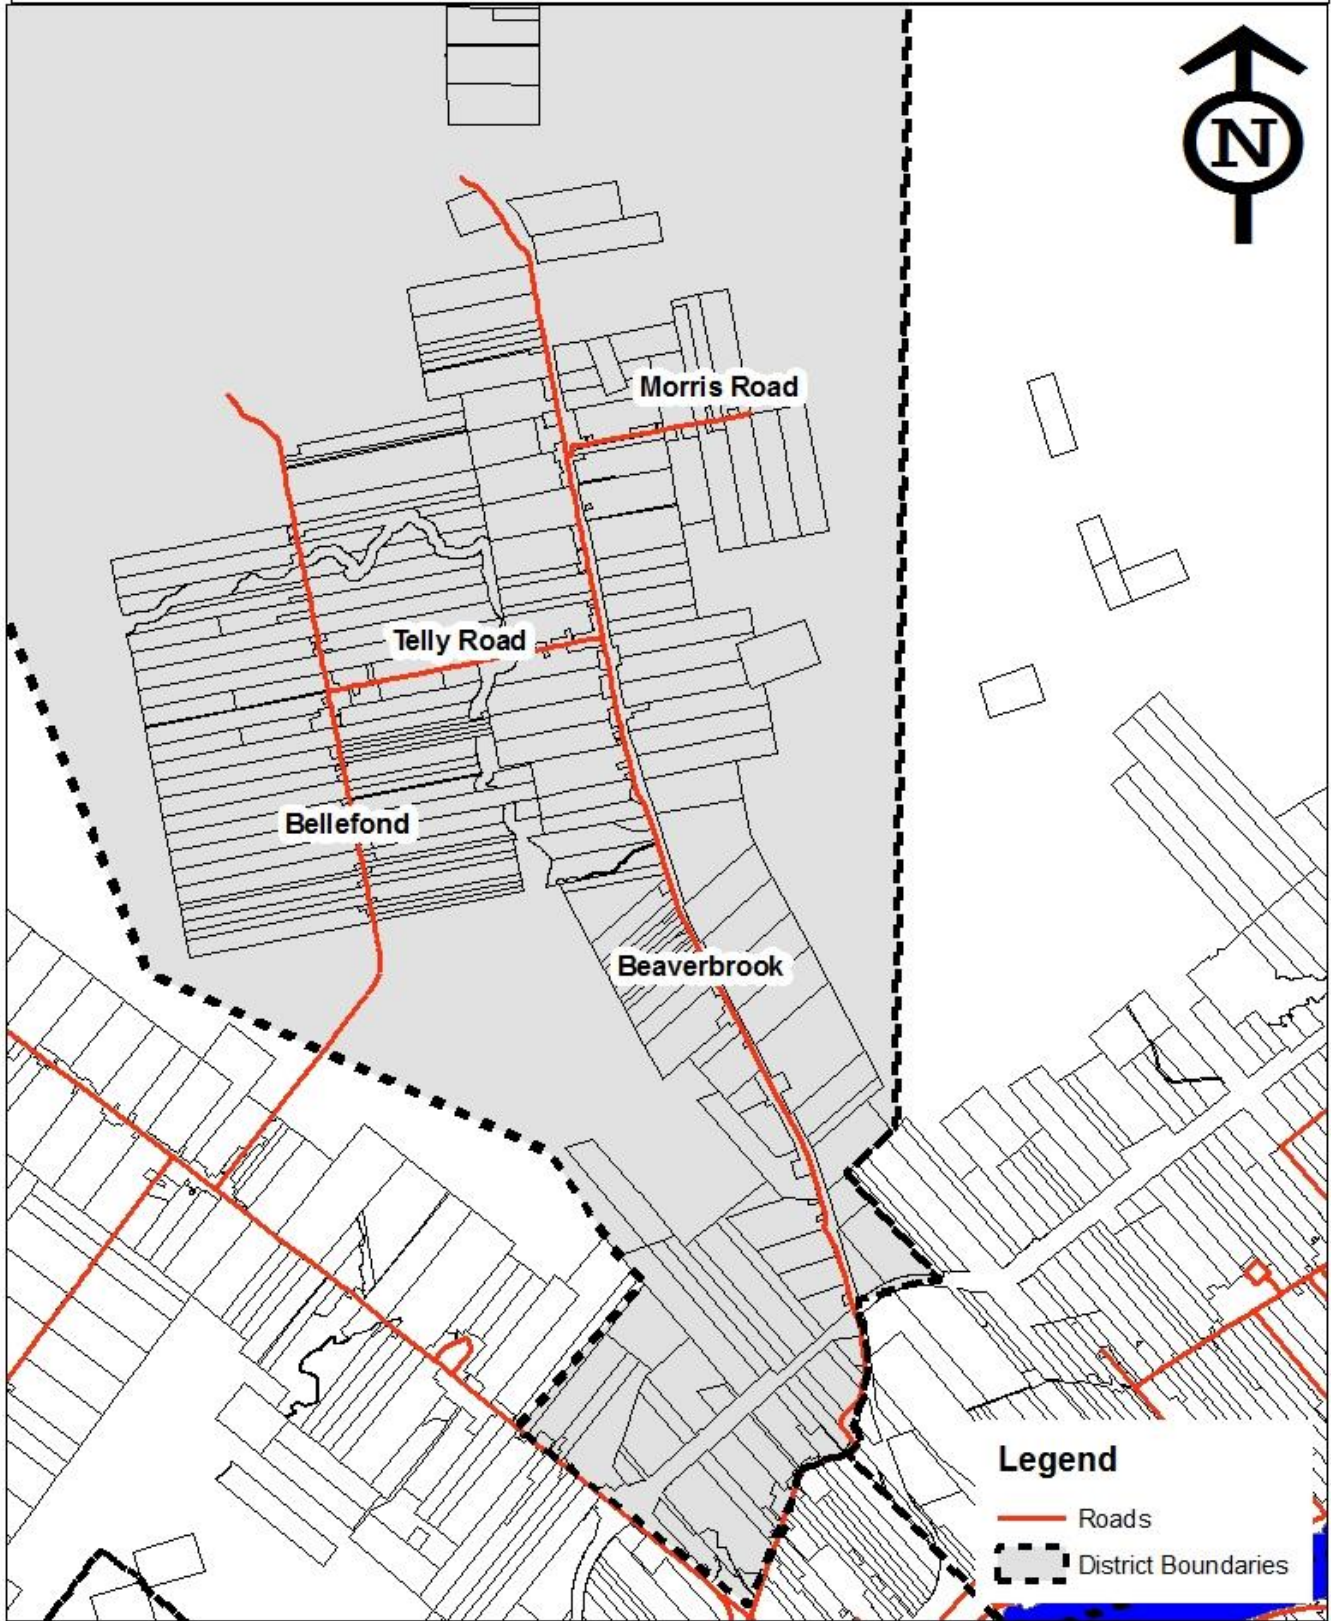 N
Morris Road
Telly Road
Bellefond
Beaverbrook
Legend
Roads
District Boundaries